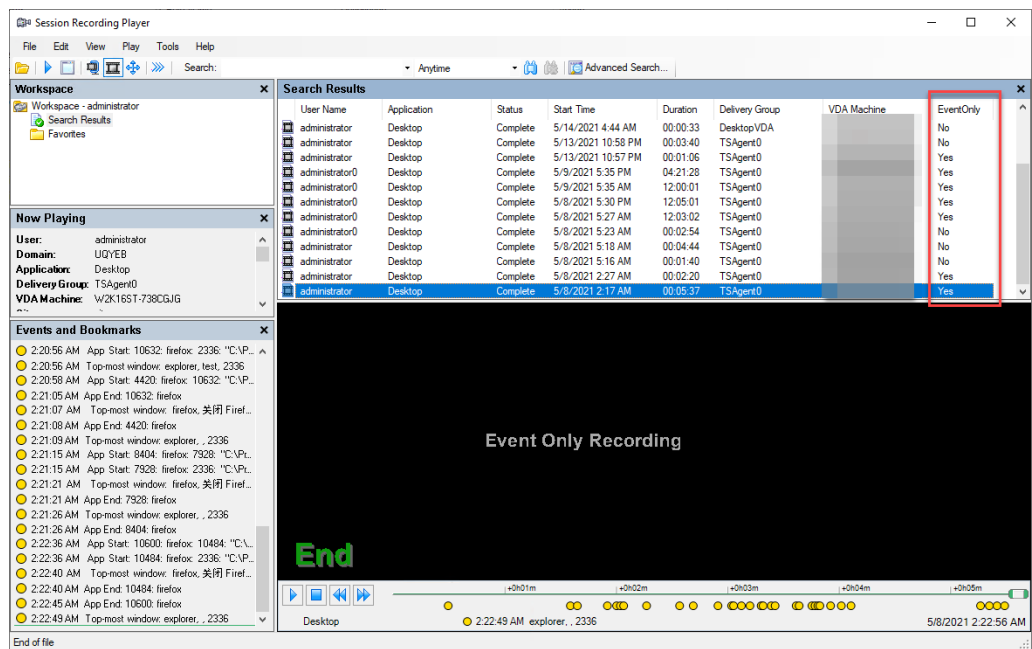 Session Recording Player
File Edit View Play Tools Help
Search: Anytime Advanced Search...
Workspace
Workspace - administrator
Search Results
Favorites
Search Results
User Name Application Status Start Time Duration Delivery Group VDA Machine EventOnly
administrator Desktop Complete 5/14/2021 4:44 AM 00:00:33 DesktopVDA No
administrator Desktop Complete 5/13/2021 10:58 PM 00:03:40 TSAgent0 No
administrator Desktop Complete 5/13/2021 10:57 PM 00:01:06 TSAgent0 Yes
administrator0 Desktop Complete 5/9/2021 5:35 PM 04:21:28 TSAgent0 Yes
administrator0 Desktop Complete 5/9/2021 5:35 AM 12:00:01 TSAgent0 Yes
administrator0 Desktop Complete 5/8/2021 5:30 PM 12:05:01 TSAgent0 Yes
administrator0 Desktop Complete 5/8/2021 5:27 AM 12:03:02 TSAgent0 Yes
administrator0 Desktop Complete 5/8/2021 5:23 AM 00:02:54 TSAgent0 No
administrator Desktop Complete 5/8/2021 5:18 AM 00:04:44 TSAgent0 No
administrator Desktop Complete 5/8/2021 5:16 AM 00:01:40 TSAgent0 No
administrator Desktop Complete 5/8/2021 2:27 AM 00:02:20 TSAgent0 Yes
administrator Desktop Complete 5/8/2021 2:17 AM 00:05:37 TSAgent0 Yes
Now Playing
User: administrator
Domain: UQYEB
Application: Desktop
Delivery Group: TSAgent0
VDA Machine: W2K16ST-738CGJG
Events and Bookmarks
2:20:56 AM App Start: 10632: firefox: 2336: "C:\P...
2:20:56 AM Top-most window: explorer, test, 2336
2:20:58 AM App Start: 4420: firefox: 10632: "C:\P...
2:21:05 AM App End: 10632: firefox
2:21:07 AM Top-most window: firefox, 关闭 Firef...
2:21:08 AM App End: 4420: firefox
2:21:09 AM Top-most window: explorer, , 2336
2:21:15 AM App Start: 8404: firefox: 7928: "C:\Pr...
2:21:15 AM App Start: 7928: firefox: 2336: "C:\Pr...
2:21:21 AM Top-most window: firefox, 关闭 Firef...
2:21:21 AM App End: 7928: firefox
2:21:26 AM Top-most window: explorer, , 2336
2:21:26 AM App End: 8404: firefox
2:22:36 AM App Start: 10600: firefox: 10484: "C:\...
2:22:36 AM App Start: 10484: firefox: 2336: "C:\P...
2:22:40 AM Top-most window: firefox, 关闭 Firef...
2:22:40 AM App End: 10484: firefox
2:22:45 AM App End: 10600: firefox
2:22:49 AM Top-most window: explorer, , 2336
Event Only Recording
End
+0h01m +0h02m +0h03m +0h04m +0h05m
Desktop 2:22:49 AM explorer, , 2336 5/8/2021 2:22:56 AM
End of file